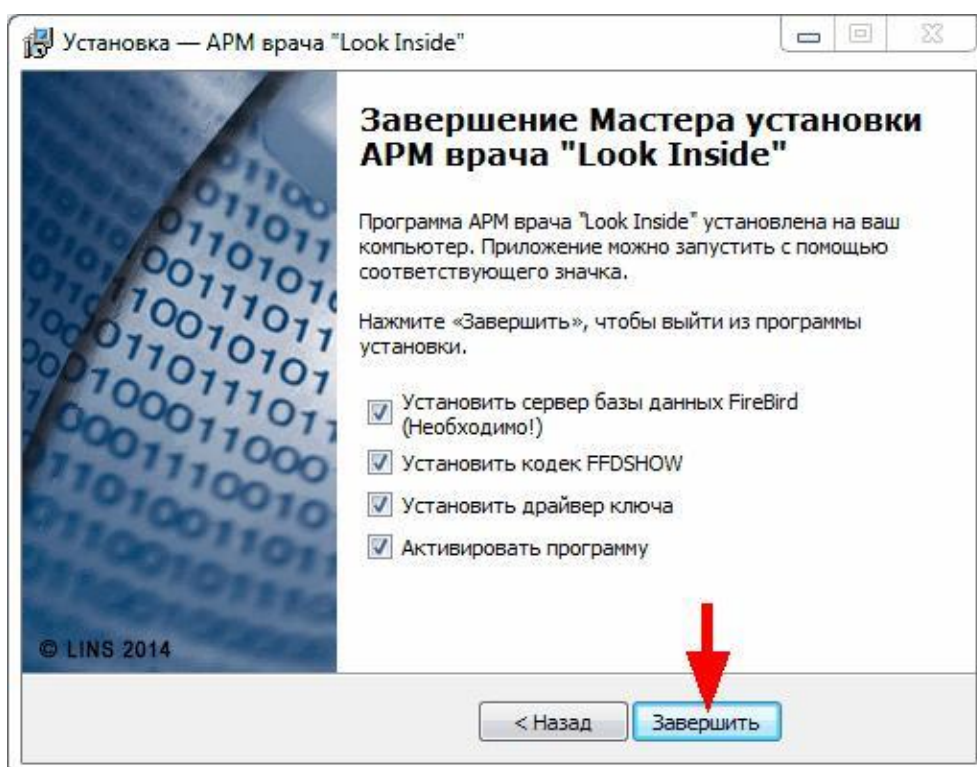 Установка — АРМ врача "Look Inside"
Завершение Мастера установки
АРМ врача "Look Inside"
Программа АРМ врача "Look Inside" установлена на ваш
компьютер. Приложение можно запустить с помощью
соответствующего значка.
Нажмите «Завершить», чтобы выйти из программы
установки.
Установить сервер базы данных FireBird
(Необходимо!)
Установить кодек FFDSHOW
Установить драйвер ключа
Активировать программу
© LINS 2014
< Назад
Завершить